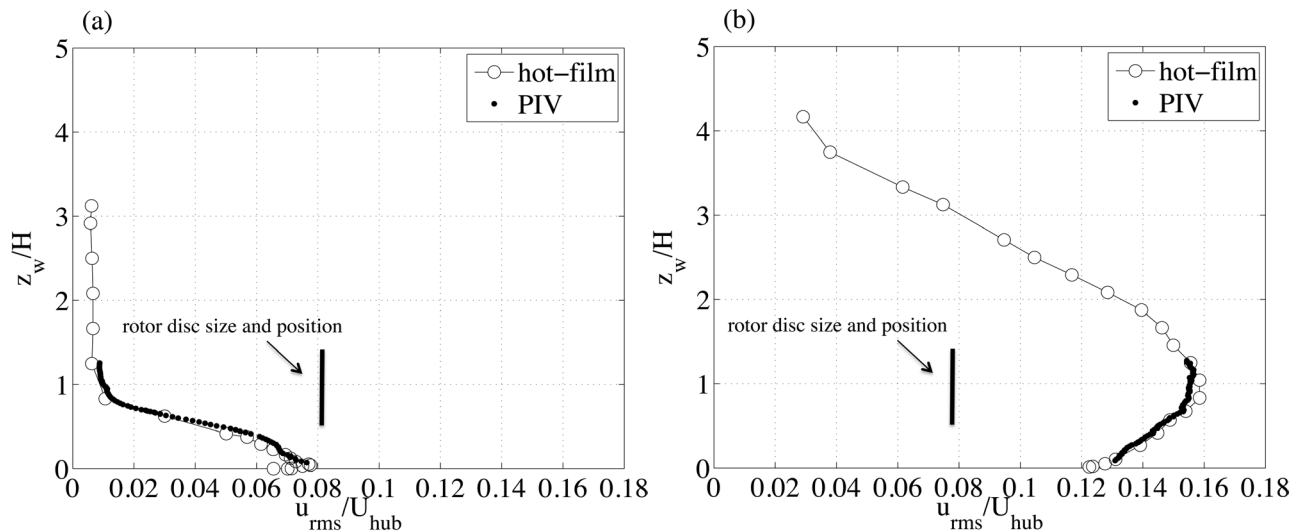 (a)
5
4
3
2
1
0
z_w/H
hot−film
PIV
rotor disc size and position
0 0.02 0.04 0.06 0.08 0.1 0.12 0.14 0.16 0.18
u_rms/U_hub
(b)
5
4
3
2
1
0
z_w/H
hot−film
PIV
rotor disc size and position
0 0.02 0.04 0.06 0.08 0.1 0.12 0.14 0.16 0.18
u_rms/U_hub